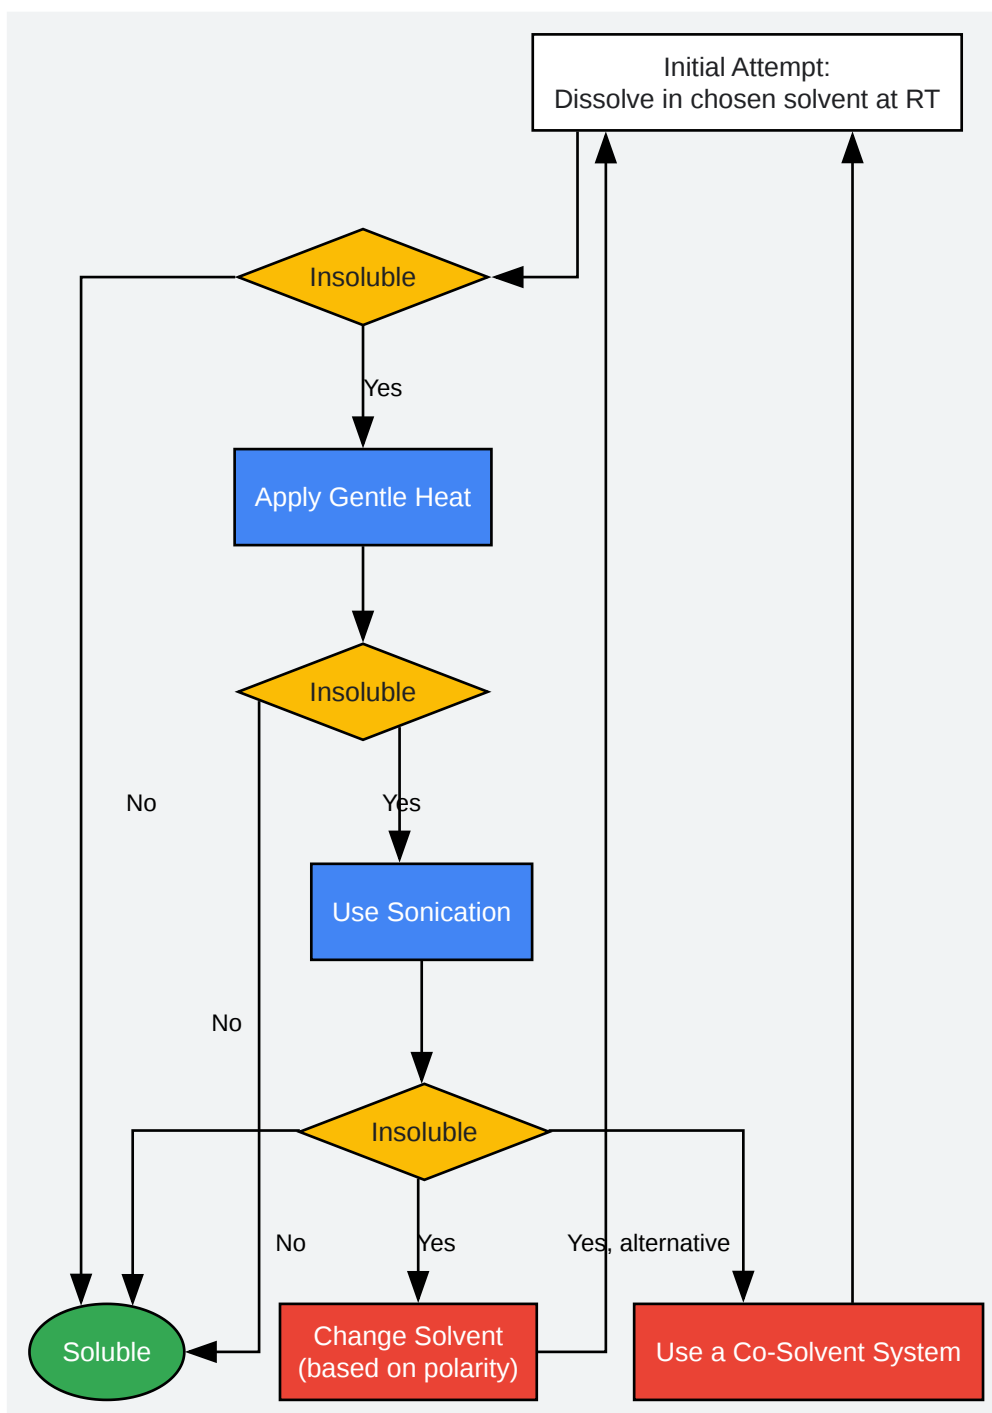 Initial Attempt:
Dissolve in chosen solvent at RT
Insoluble
Yes
Apply Gentle Heat
Insoluble
No
Yes
Use Sonication
No
Insoluble
No
Yes
Yes, alternative
Soluble
Change Solvent
(based on polarity)
Use a Co-Solvent System